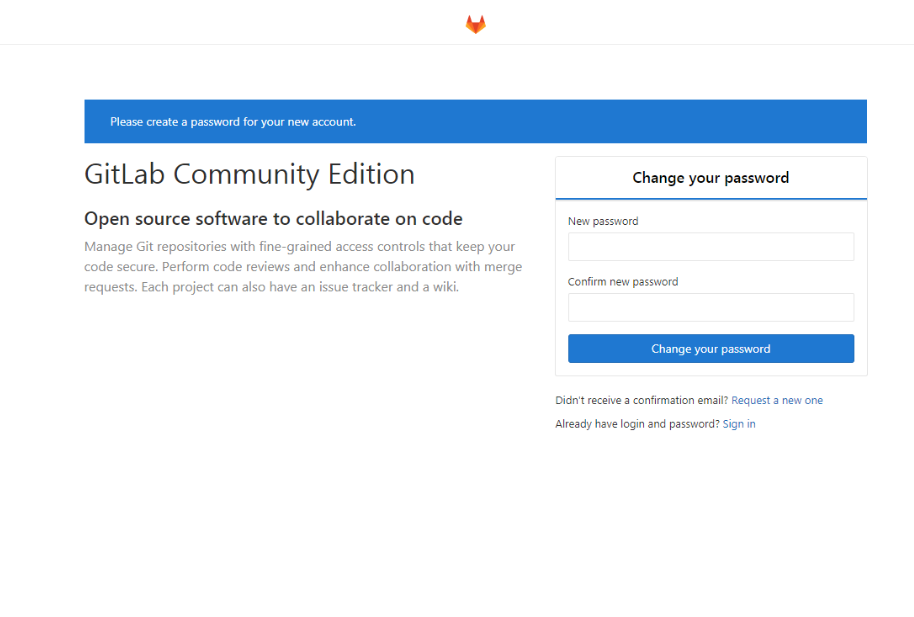 Please create a password for your new account.
GitLab Community Edition
Open source software to collaborate on code
Manage Git repositories with fine-grained access controls that keep your
code secure. Perform code reviews and enhance collaboration with merge
requests. Each project can also have an issue tracker and a wiki.
Change your password
New password
Confirm new password
Change your password
Didn't receive a confirmation email? Request a new one
Already have login and password? Sign in